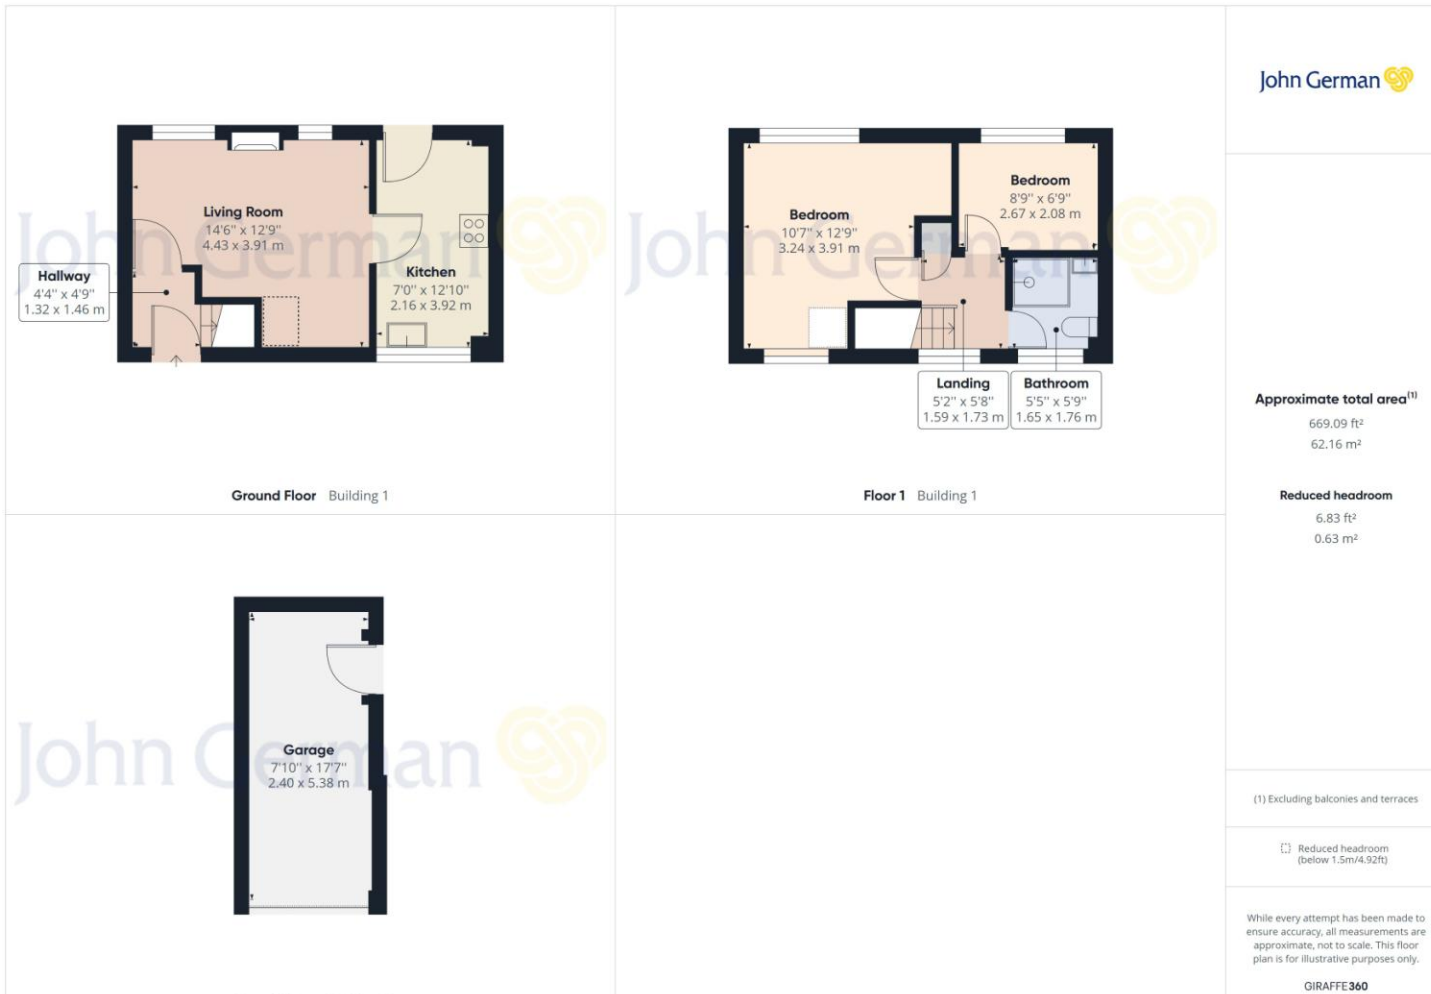 John German
Living Room
14'6" x 12'9"
4.43 x 3.91 m
Hallway
4'4" x 4'9"
1.32 x 1.46 m
Kitchen
7'0" x 12'10"
2.16 x 3.92 m
John German
Ground Floor Building 1
Bedroom
10'7" x 12'9"
3.24 x 3.91 m
Bedroom
8'9" x 6'9"
2.67 x 2.08 m
John German
Landing
5'2" x 5'8"
1.59 x 1.73 m
Bathroom
5'5" x 5'9"
1.65 x 1.76 m
Floor 1 Building 1
Garage
7'10" x 17'7"
2.40 x 5.38 m
John German
Approximate total area(1)
669.09 ft²
62.16 m²
Reduced headroom
6.83 ft²
0.63 m²
(1) Excluding balconies and terraces
Reduced headroom
(below 1.5m/4.92ft)
While every attempt has been made to
ensure accuracy, all measurements are
approximate, not to scale. This floor
plan is for illustrative purposes only.
GIRAFFE360